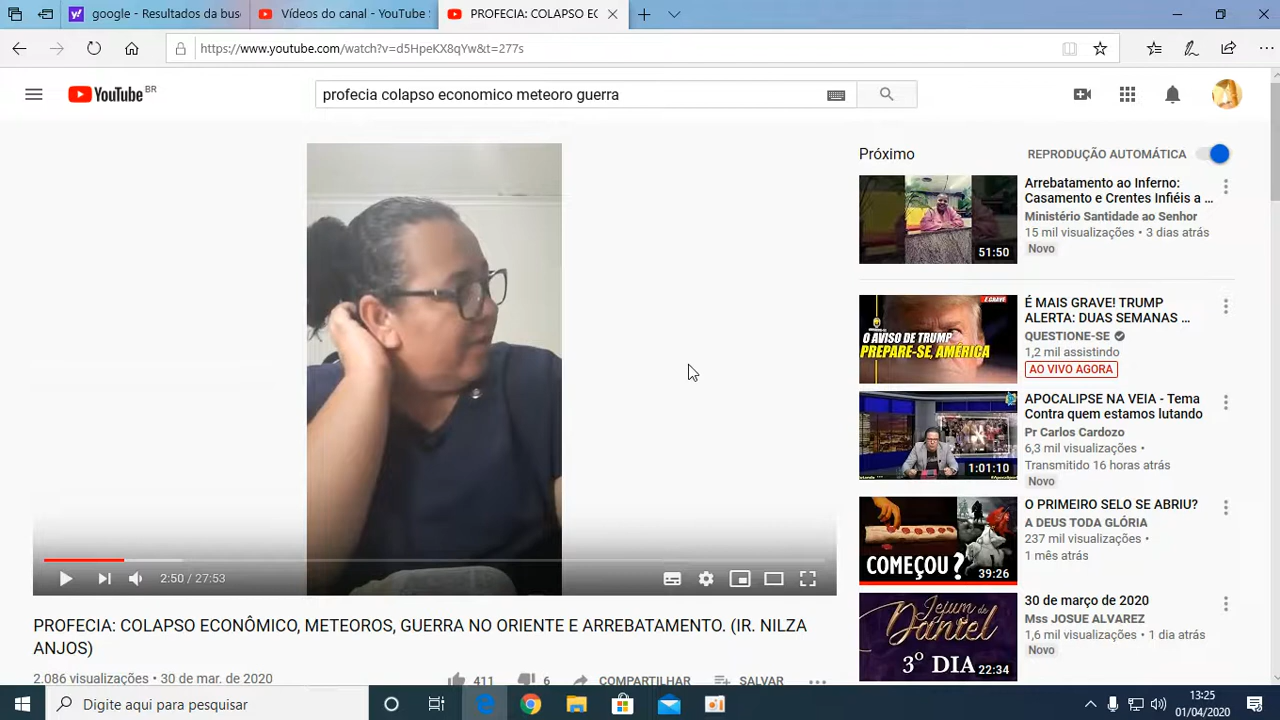 google - Resultados da bus
Vídeos do canal - YouTube
PROFECIA: COLAPSO EC
https://www.youtube.com/watch?v=d5HpeKX8qYw&t=277s
YouTube BR
profecia colapso economico meteoro guerra
Próximo
REPRODUÇÃO AUTOMÁTICA
51:50
Arrebatamento ao Inferno:
Casamento e Crentes Infiéis a ...
Ministério Santidade ao Senhor
15 mil visualizações • 3 dias atrás
Novo
O AVISO DE TRUMP
PREPARE-SE, AMÉRICA
É MAIS GRAVE! TRUMP
ALERTA: DUAS SEMANAS ...
QUESTIONE-SE
1,2 mil assistindo
AO VIVO AGORA
1:01:10
APOCALIPSE NA VEIA - Tema
Contra quem estamos lutando
Pr Carlos Cardozo
6,3 mil visualizações •
Transmitido 16 horas atrás
Novo
COMEÇOU?
39:26
O PRIMEIRO SELO SE ABRIU?
A DEUS TODA GLÓRIA
237 mil visualizações •
1 mês atrás
Jejum de
Daniel
3º DIA
22:34
30 de março de 2020
Mss JOSUE ALVAREZ
1,6 mil visualizações • 1 dia atrás
Novo
2:50 / 27:53
PROFECIA: COLAPSO ECONÔMICO, METEOROS, GUERRA NO ORIENTE E ARREBATAMENTO. (IR. NILZA
ANJOS)
2.086 visualizações • 30 de mar. de 2020
411
6
COMPARTILHAR
SALVAR
Digite aqui para pesquisar
13:25
01/04/2020